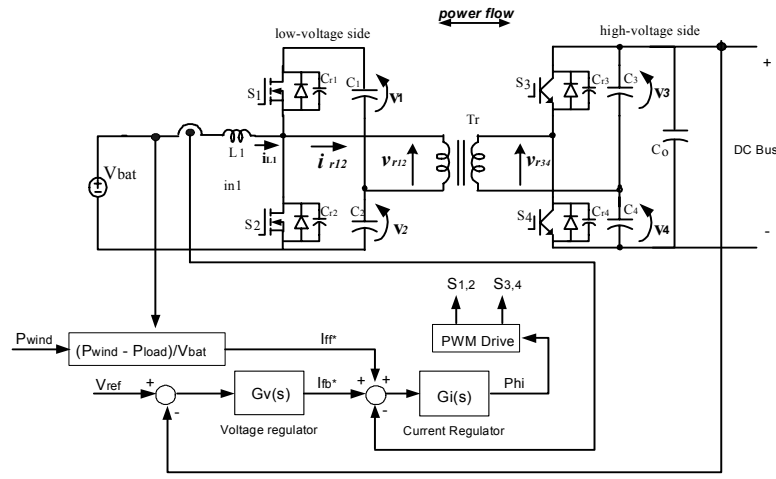 power flow
low-voltage side
high-voltage side
S1
Cr1
C1
V1
S3
Cr3
C3
V3
+
Tr
L1
iL1
i r12
vr12
vr34
Co
DC Bus
Vbat
in1
S2
Cr2
C2
V2
S4
Cr4
C4
V4
-
S1,2
S3,4
Pwind
(Pwind - Pload)/Vbat
Iff*
PWM Drive
Vref
+
-
Gv(s)
Ifb*
+
+
-
Gi(s)
Phi
Voltage regulator
Current Regulator